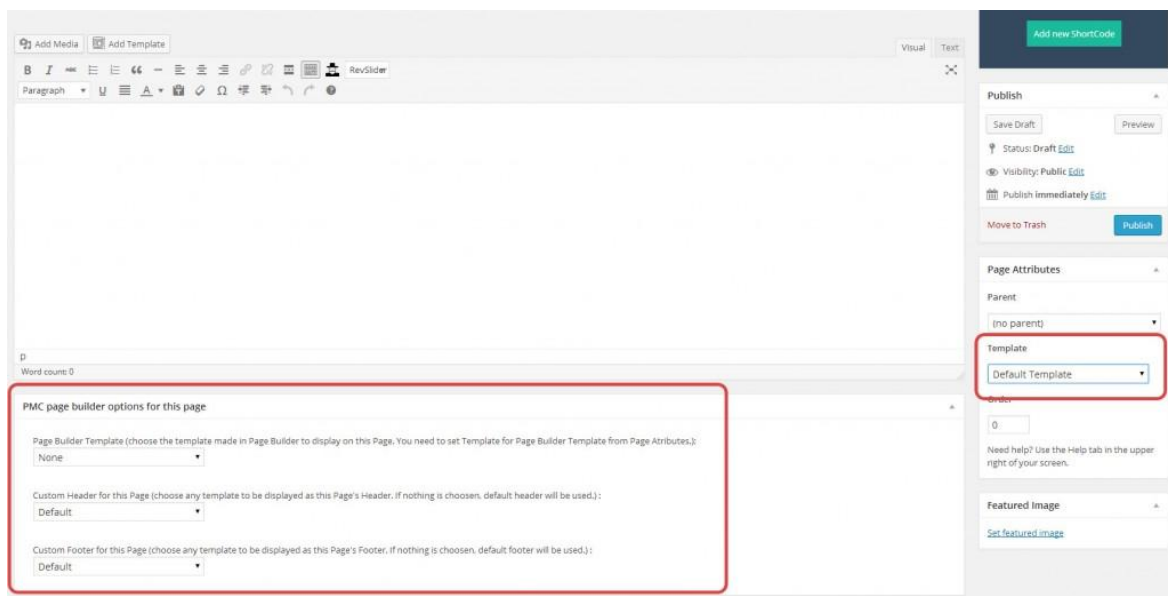 Add Media Add Template
Visual Text
B I ABC RevSlider
Paragraph U A Ω
p
Word count: 0
PMC page builder options for this page
Page Builder Template (choose the template made in Page Builder to display on this Page. You need to set Template for Page Builder Template from Page Atributes.):
None
Custom Header for this Page (choose any template to be displayed as this Page's Header. If nothing is choosen, default header will be used.) :
Default
Custom Footer for this Page (choose any template to be displayed as this Page's Footer. If nothing is choosen, default footer will be used.) :
Default
Add new ShortCode
Publish
Save Draft Preview
Status: Draft Edit
Visibility: Public Edit
Publish immediately Edit
Move to Trash Publish
Page Attributes
Parent
(no parent)
Template
Default Template
Order
0
Need help? Use the Help tab in the upper
right of your screen.
Featured Image
Set featured image